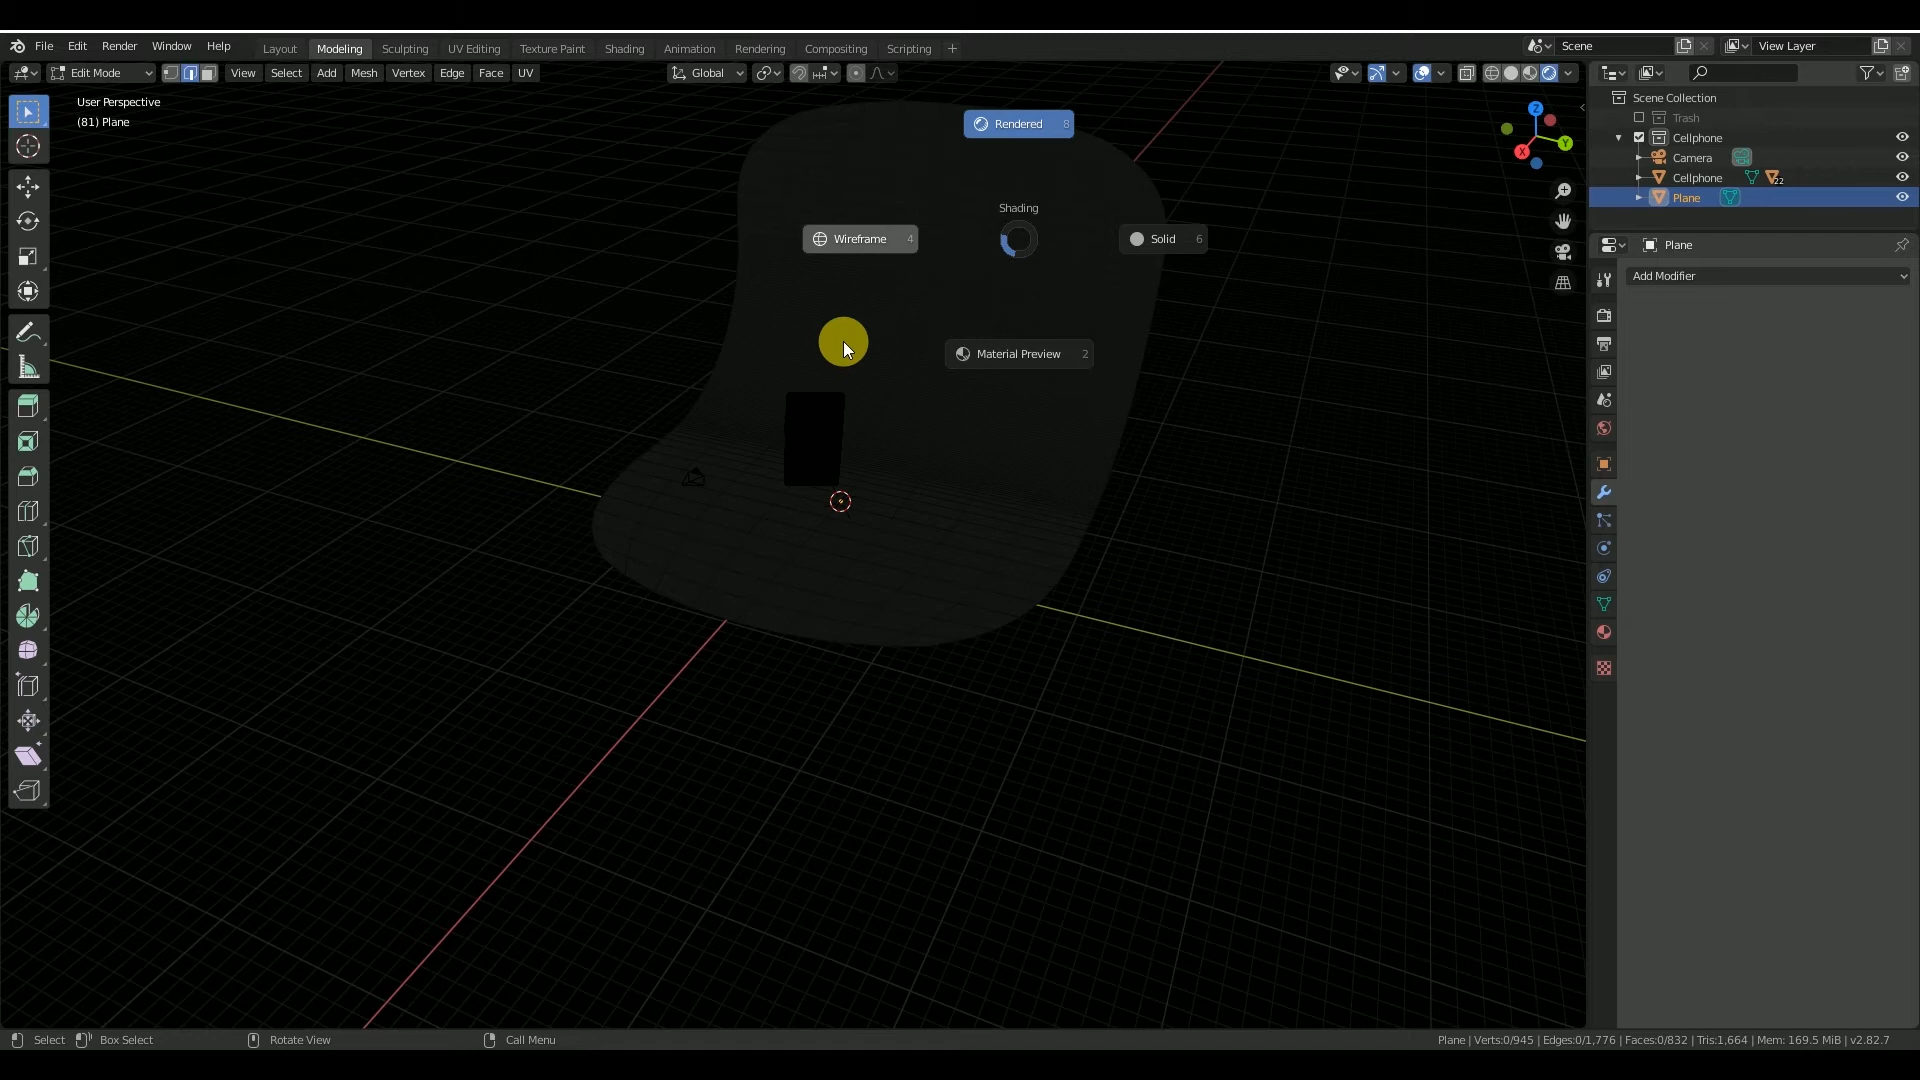 File Edit Render Window Help Layout Modeling Sculpting UV Editing Texture Paint Shading Animation Rendering Compositing Scripting Scene View Layer
Edit Mode View Select Add Mesh Vertex Edge Face UV Global
User Perspective
(81) Plane
Rendered 8
Shading
Wireframe 4
Solid 6
Material Preview 2
Z
Y
X
Scene Collection
Trash
Cellphone
Camera
Cellphone 22
Plane
Plane
Add Modifier
Select Box Select Rotate View Call Menu Plane | Verts:0/945 | Edges:0/1,776 | Faces:0/832 | Tris:1,664 | Mem: 169.5 MiB | v2.82.7